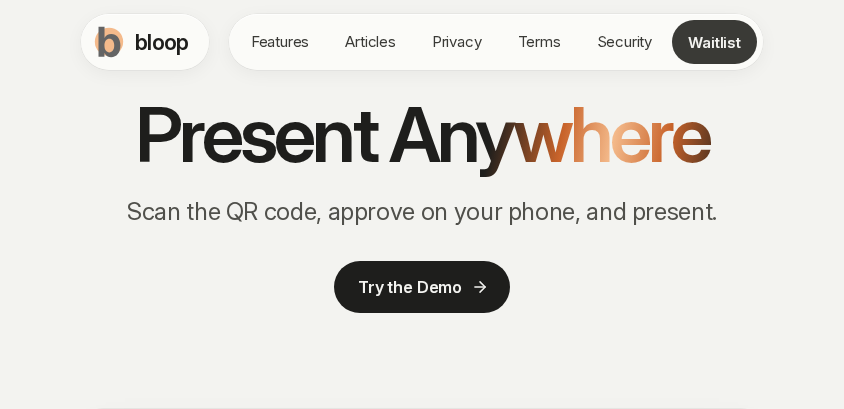 b bloop
Features Articles Privacy Terms Security Waitlist
Present Anywhere
Scan the QR code, approve on your phone, and present.
Try the Demo →